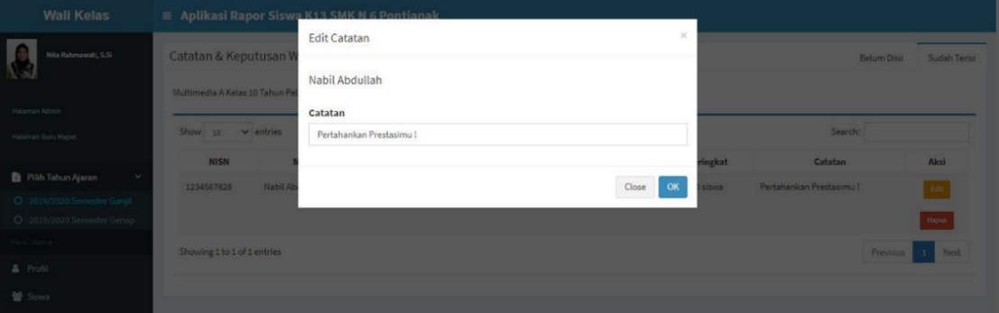 Wali Kelas
Aplikasi Rapor Siswa K13 SMK N 6 Pontianak
Nita Rahmawati, S.Si
Halaman Admin
Halaman Guru Mapel
Pilih Tahun Ajaran
2019/2020 Semester Ganjil
2019/2020 Semester Genap
Menu Utama
Profil
Siswa
Catatan & Keputusan W
Belum Diisi
Sudah Terisi
Multimedia A Kelas 10 Tahun Pel
Show 10 entries
Search:
NISN
Catatan
Aksi
1234567828
Nabil Ab
siswa
Pertahankan Prestasimu !
Edit
Hapus
Showing 1 to 1 of 1 entries
Previous 1 Next
Edit Catatan
×
Nabil Abdullah
Catatan
Pertahankan Prestasimu !
Close
OK